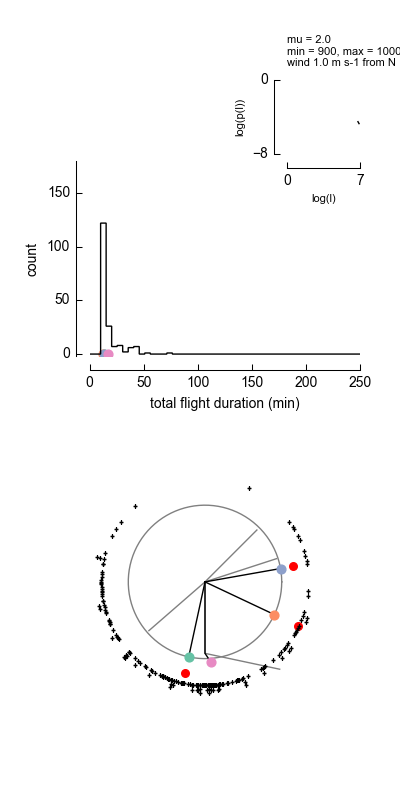 mu = 2.0
min = 900, max = 1000
wind 1.0 m s-1 from N
0
log(p(l))
−8
0 7
log(l)
150
100
50
0
count
0 50 100 150 200 250
total flight duration (min)